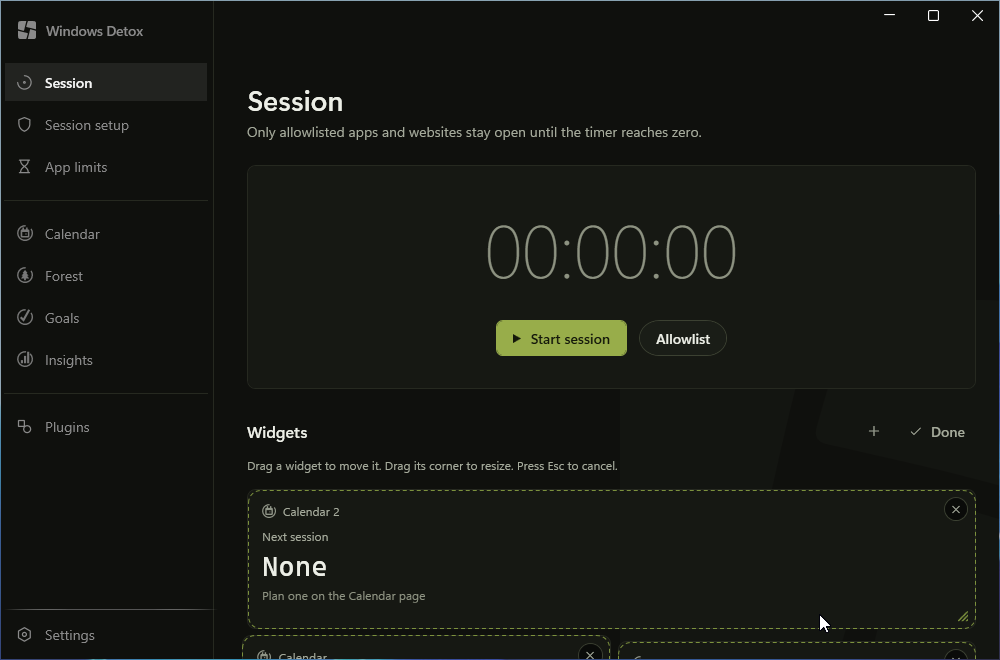 Windows Detox
Session
Session setup
App limits
Calendar
Forest
Goals
Insights
Plugins
Settings
Session
Only allowlisted apps and websites stay open until the timer reaches zero.
00:00:00
Start session
Allowlist
Widgets
Done
Drag a widget to move it. Drag its corner to resize. Press Esc to cancel.
Calendar 2
Next session
None
Plan one on the Calendar page
Calendar